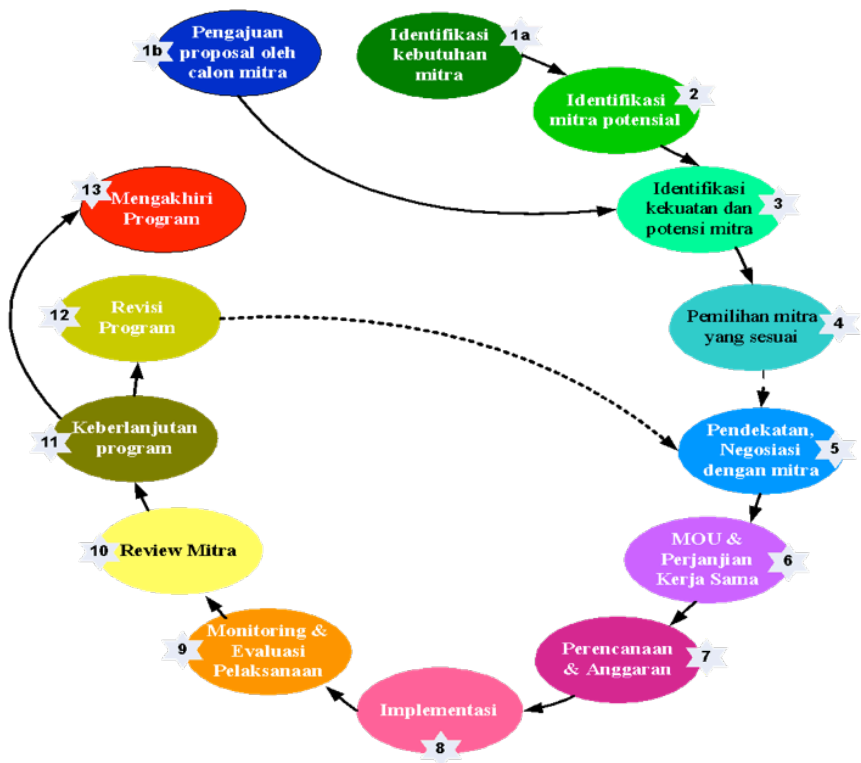 1b
Pengajuan
proposal oleh
calon mitra
1a
Identifikasi
kebutuhan
mitra
2
Identifikasi
mitra potensial
3
Identifikasi
kekuatan dan
potensi mitra
4
Pemilihan mitra
yang sesuai
5
Pendekatan,
Negosiasi
dengan mitra
6
MOU &
Perjanjian
Kerja Sama
7
Perencanaan
& Anggaran
8
Implementasi
9
Monitoring &
Evaluasi
Pelaksanaan
10
Review Mitra
11
Keberlanjutan
program
12
Revisi
Program
13
Mengakhiri
Program